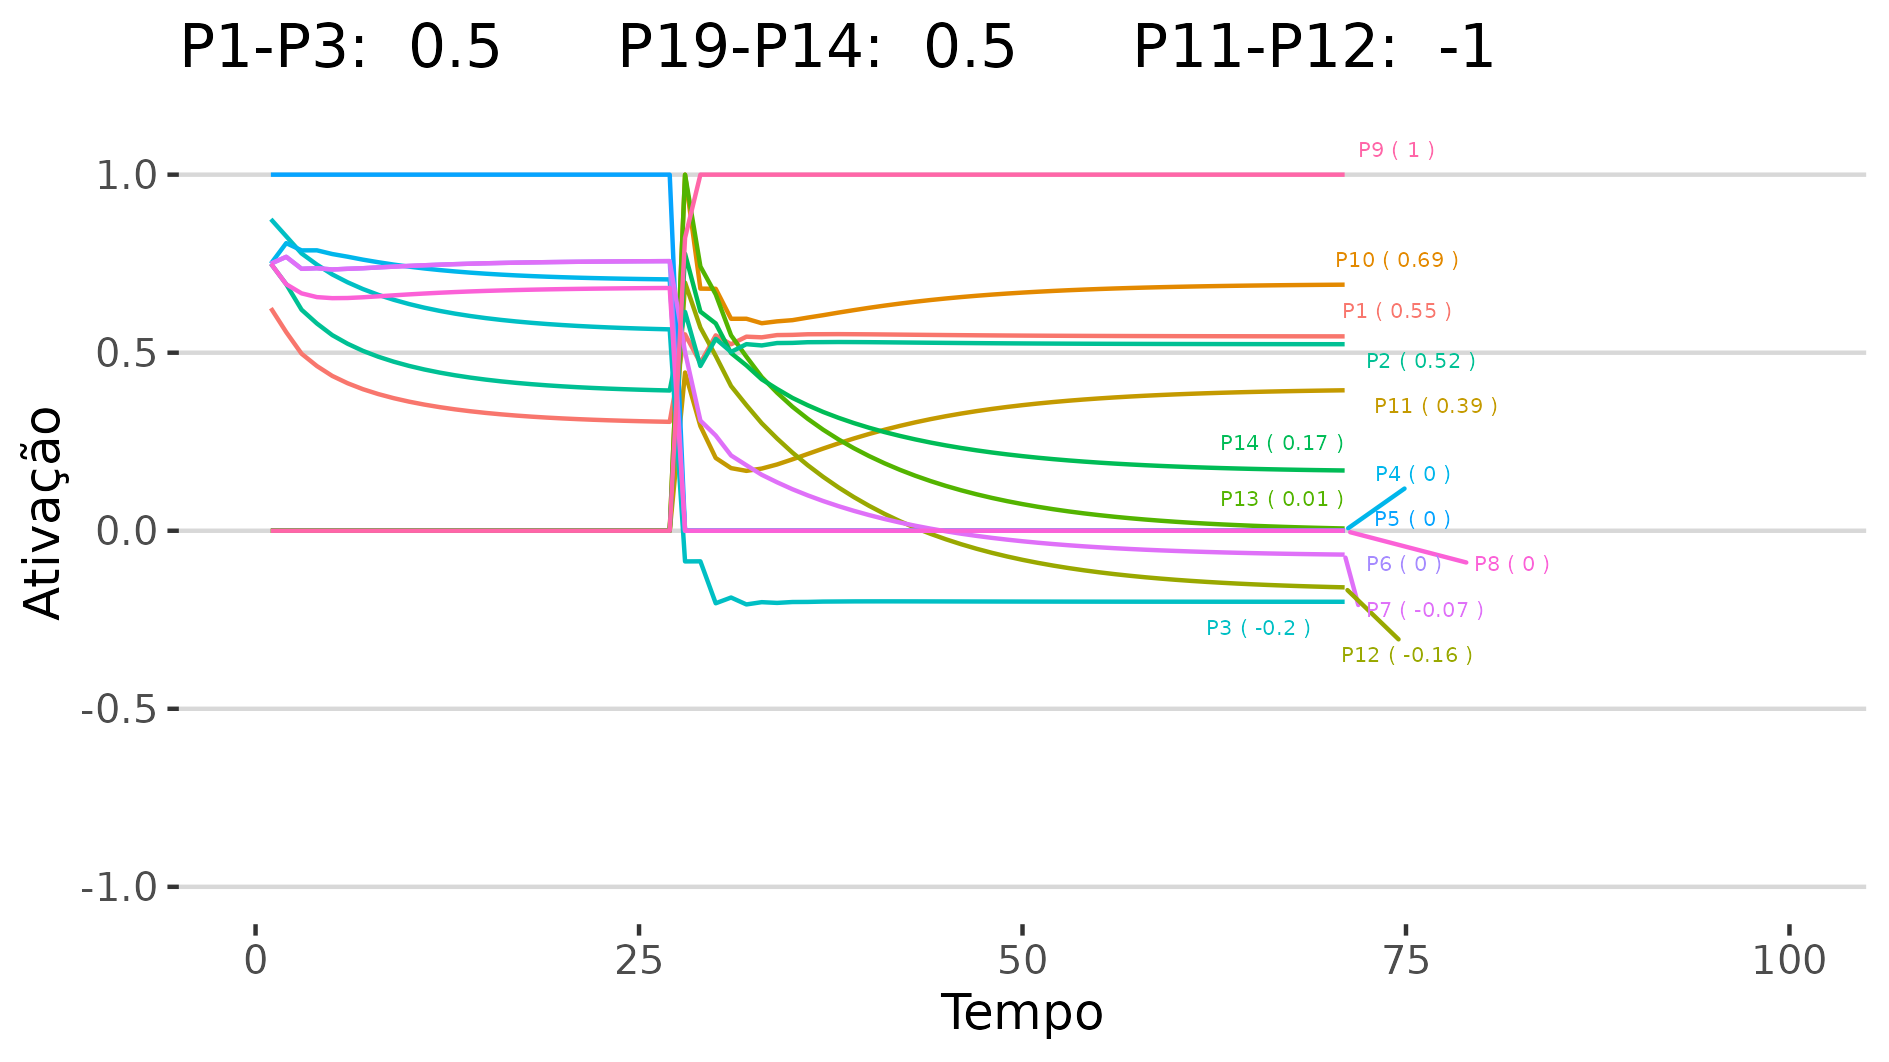 P1-P3: 0.5 P19-P14: 0.5 P11-P12: -1
P9 ( 1 )
1.0
P10 ( 0.69 )
P1 ( 0.55 )
0.5
P2 ( 0.52 )
P11 ( 0.39 )
P14 ( 0.17 )
P4 ( 0 )
P13 ( 0.01 )
P5 ( 0 )
0.0
P6 ( 0 )
P8 ( 0 )
P7 ( -0.07 )
P3 ( -0.2 )
P12 ( -0.16 )
-0.5
-1.0
Ativação
0 25 50 75 100
Tempo